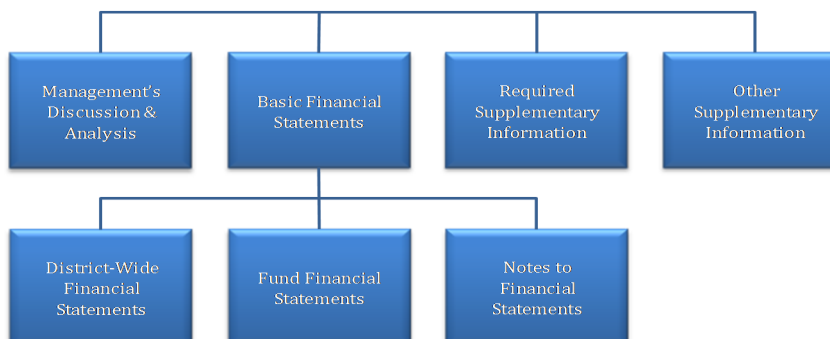 Management's
Discussion &
Analysis
Basic Financial
Statements
Required
Supplementary
Information
Other
Supplementary
Information
District-Wide
Financial
Statements
Fund Financial
Statements
Notes to
Financial
Statements